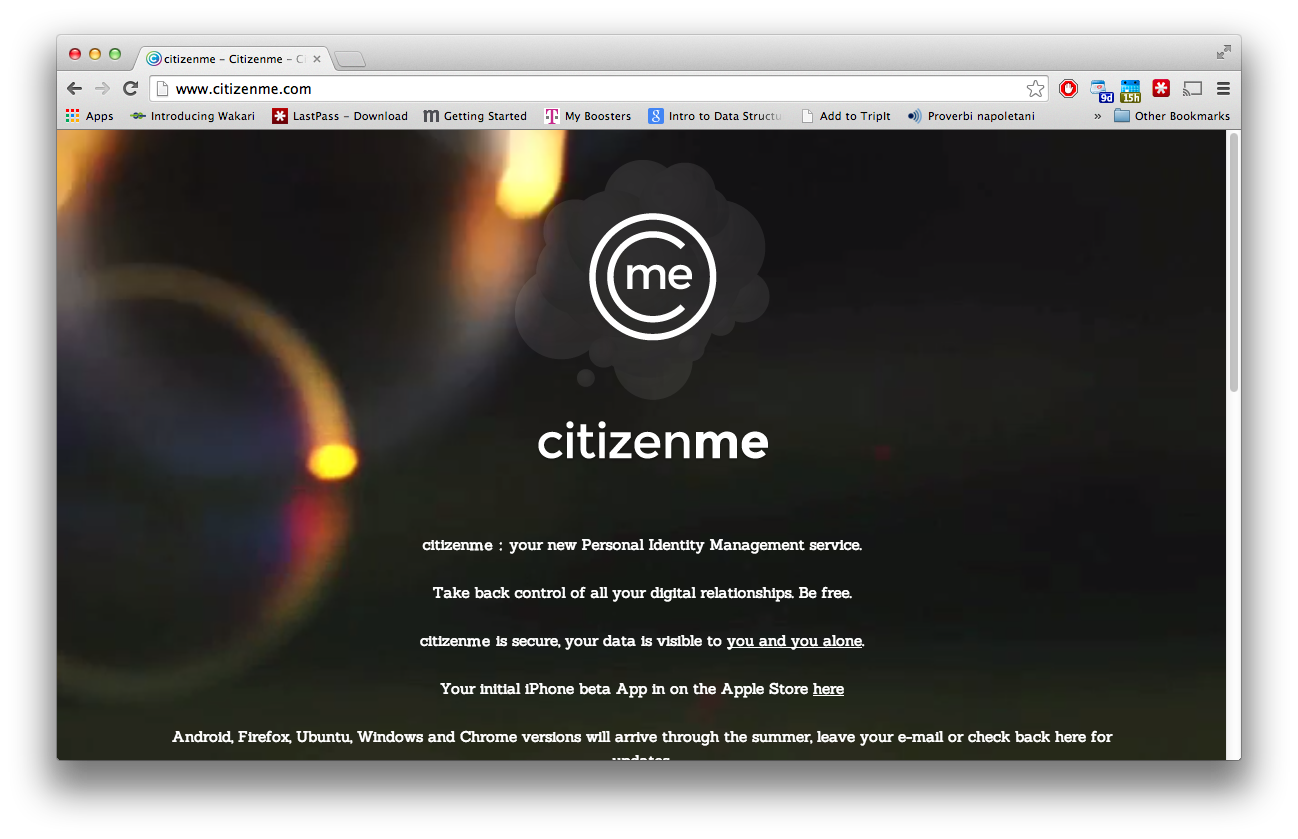 citizenme – Citizenme – C
www.citizenme.com
9d
15h
Apps
Introducing Wakari
LastPass – Download
Getting Started
My Boosters
Intro to Data Structu
Add to TripIt
Proverbi napoletani
»
Other Bookmarks
me
citizenme
citizenme : your new Personal Identity Management service.
Take back control of all your digital relationships. Be free.
citizenme is secure, your data is visible to you and you alone.
Your initial iPhone beta App in on the Apple Store here
Android, Firefox, Ubuntu, Windows and Chrome versions will arrive through the summer, leave your e-mail or check back here for